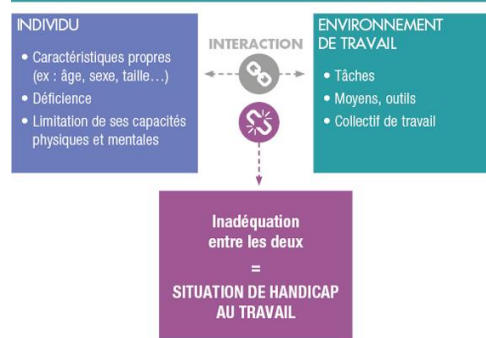 INDIVIDU
• Caractéristiques propres
(ex : âge, sexe, taille…)
• Déficience
• Limitation de ses capacités
physiques et mentales
INTERACTION
ENVIRONNEMENT
DE TRAVAIL
• Tâches
• Moyens, outils
• Collectif de travail
Inadéquation
entre les deux
=
SITUATION DE HANDICAP
AU TRAVAIL